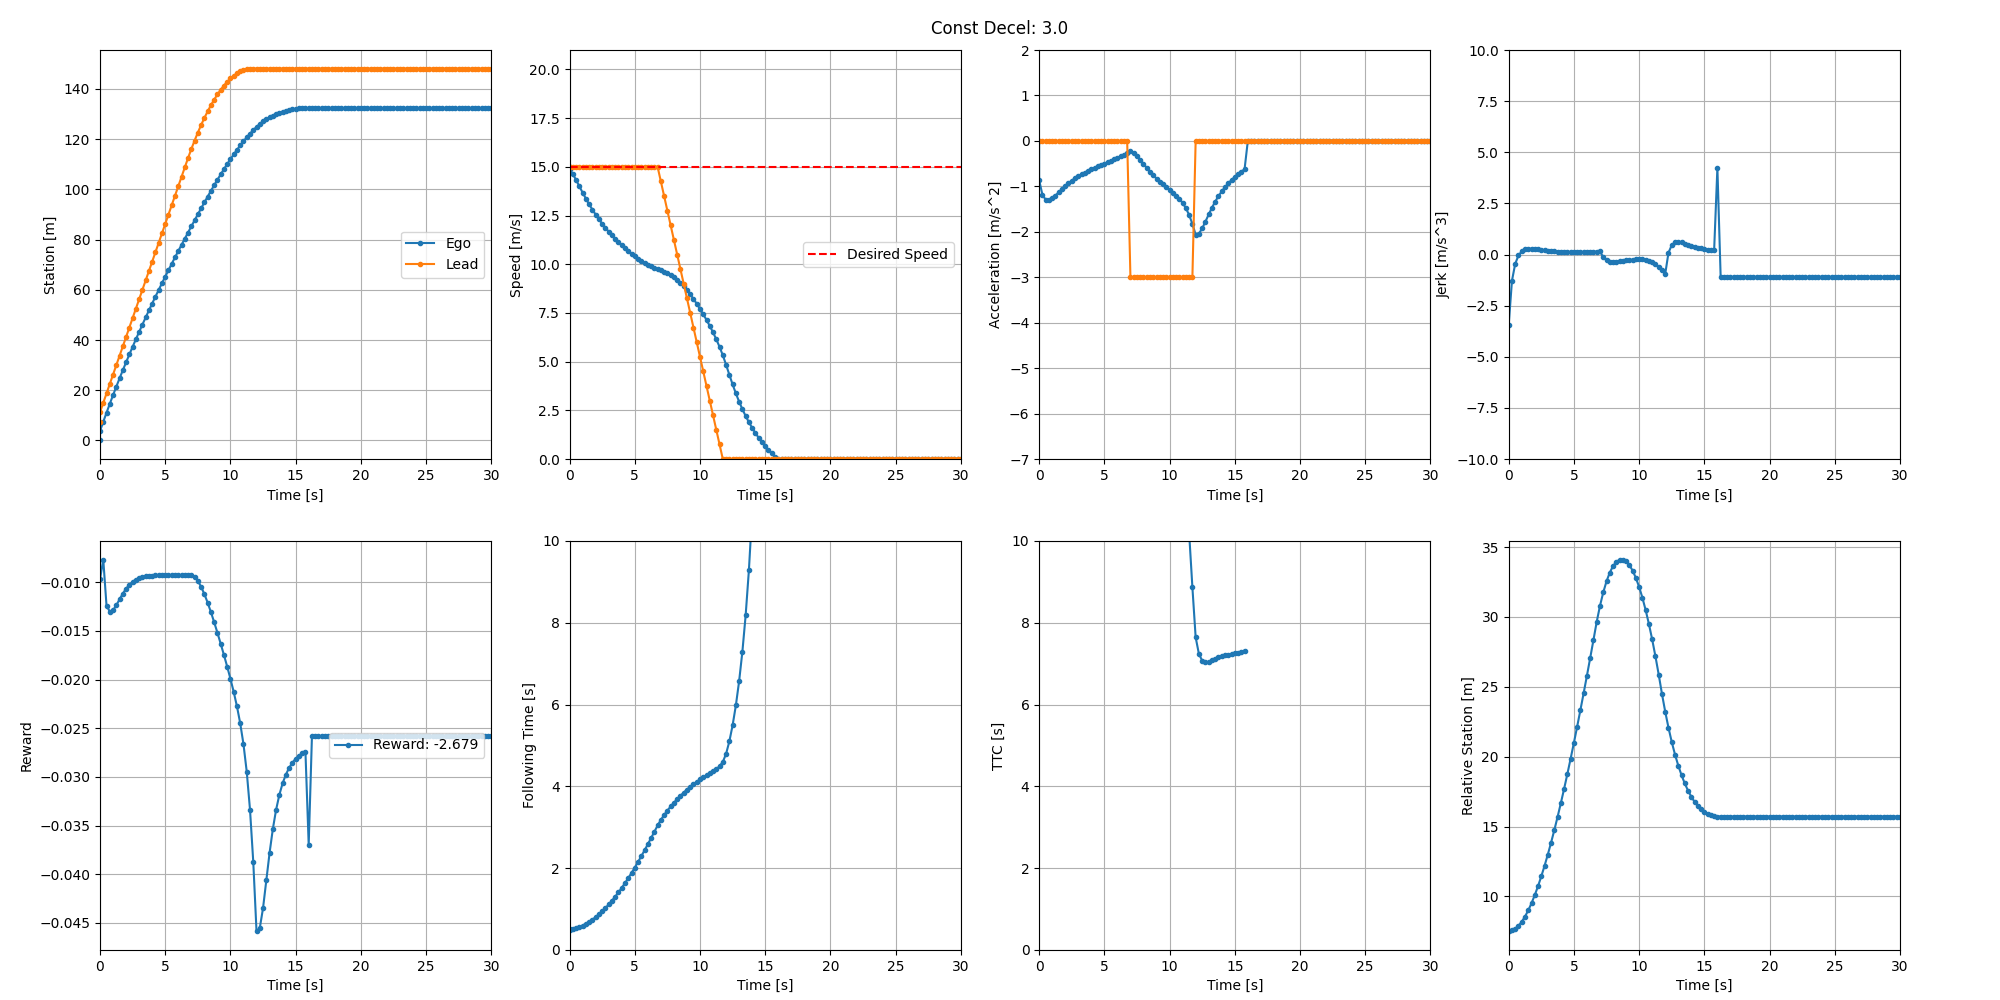 Const Decel: 3.0
Station [m]
140
120
100
80
60
40
20
0
Ego
Lead
0 5 10 15 20 25 30
Time [s]
Speed [m/s]
20.0
17.5
15.0
12.5
10.0
7.5
5.0
2.5
0.0
Desired Speed
0 5 10 15 20 25 30
Time [s]
Acceleration [m/s^2]
2
1
0
−1
−2
−3
−4
−5
−6
−7
0 5 10 15 20 25 30
Time [s]
Jerk [m/s^3]
10.0
7.5
5.0
2.5
0.0
−2.5
−5.0
−7.5
−10.0
0 5 10 15 20 25 30
Time [s]
Reward
−0.010
−0.015
−0.020
−0.025
−0.030
−0.035
−0.040
−0.045
Reward: -2.679
0 5 10 15 20 25 30
Time [s]
Following Time [s]
10
8
6
4
2
0
0 5 10 15 20 25 30
Time [s]
TTC [s]
10
8
6
4
2
0
0 5 10 15 20 25 30
Time [s]
Relative Station [m]
35
30
25
20
15
10
0 5 10 15 20 25 30
Time [s]